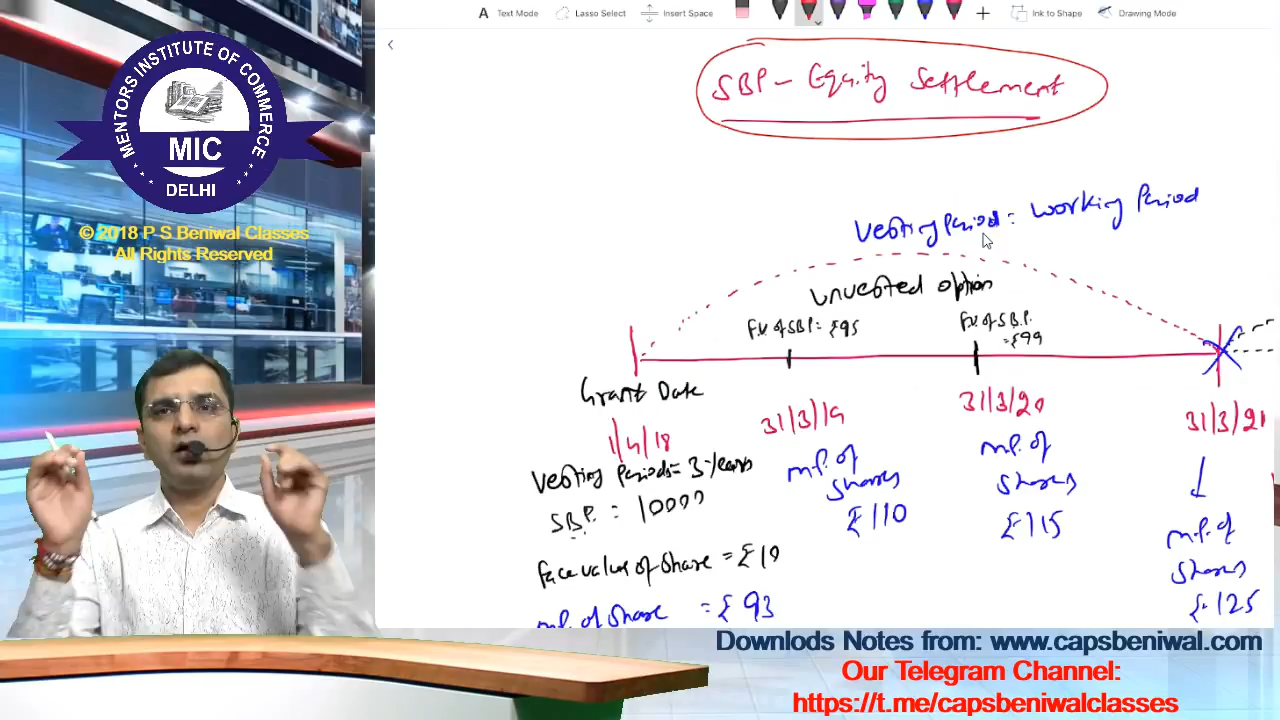 Text Mode
Lasso Select
Insert Space
Ink to Shape
Drawing Mode
MENTORS INSTITUTE OF COMMERCE
MIC
DELHI
© 2018 P S Beniwal Classes
All Rights Reserved
SBP - Equity Settlement
Vesting Period = Working Period
unvested option
F.V. of SBP = ₹95
F.V. of S.B.P. = ₹99
Grant Date
1/4/18
31/3/19
31/3/20
31/3/21
Vesting Periods = 3-years
SBP. : 10000
face value of Share = ₹10
m.p. of Share = ₹93
m.p. of
Shares
₹110
m.p. of
Shares
₹115
m.p. of
Shares
₹125
Downlods Notes from: www.capsbeniwal.com
Our Telegram Channel:
https://t.me/capsbeniwalclasses